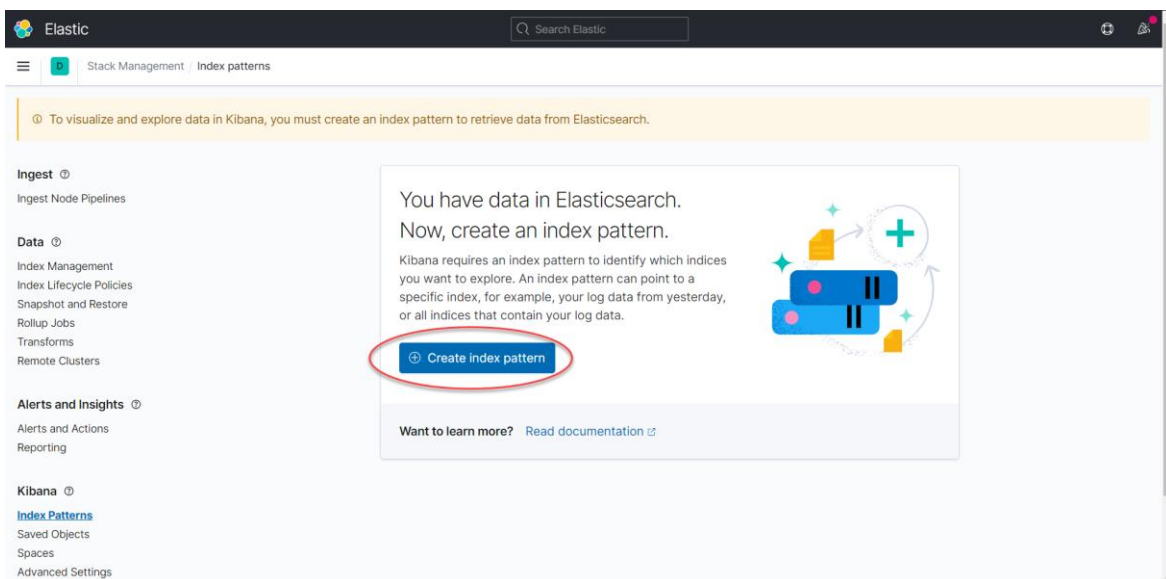 Elastic
Search Elastic
D
Stack Management / Index patterns
To visualize and explore data in Kibana, you must create an index pattern to retrieve data from Elasticsearch.
Ingest
Ingest Node Pipelines
Data
Index Management
Index Lifecycle Policies
Snapshot and Restore
Rollup Jobs
Transforms
Remote Clusters
Alerts and Insights
Alerts and Actions
Reporting
Kibana
Index Patterns
Saved Objects
Spaces
Advanced Settings
You have data in Elasticsearch.
Now, create an index pattern.
Kibana requires an index pattern to identify which indices
you want to explore. An index pattern can point to a
specific index, for example, your log data from yesterday,
or all indices that contain your log data.
Create index pattern
Want to learn more? Read documentation